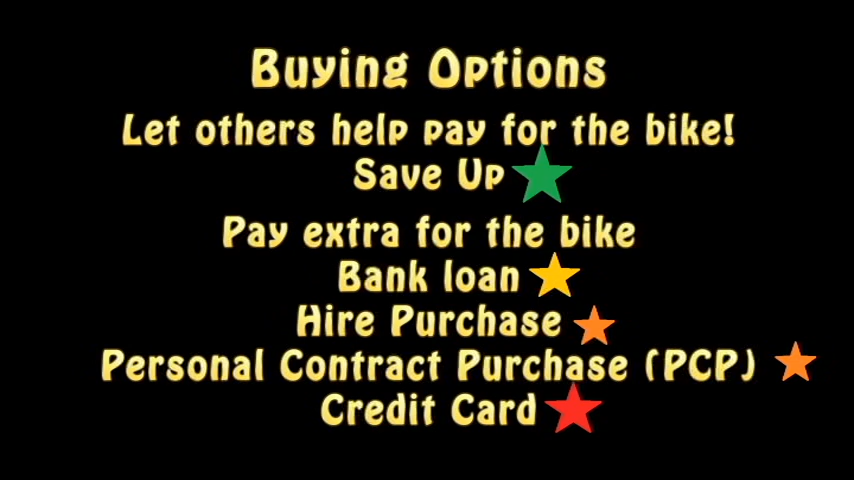 Buying Options
Let others help pay for the bike!
Save Up
Pay extra for the bike
Bank loan
Hire Purchase
Personal Contract Purchase (PCP)
Credit Card